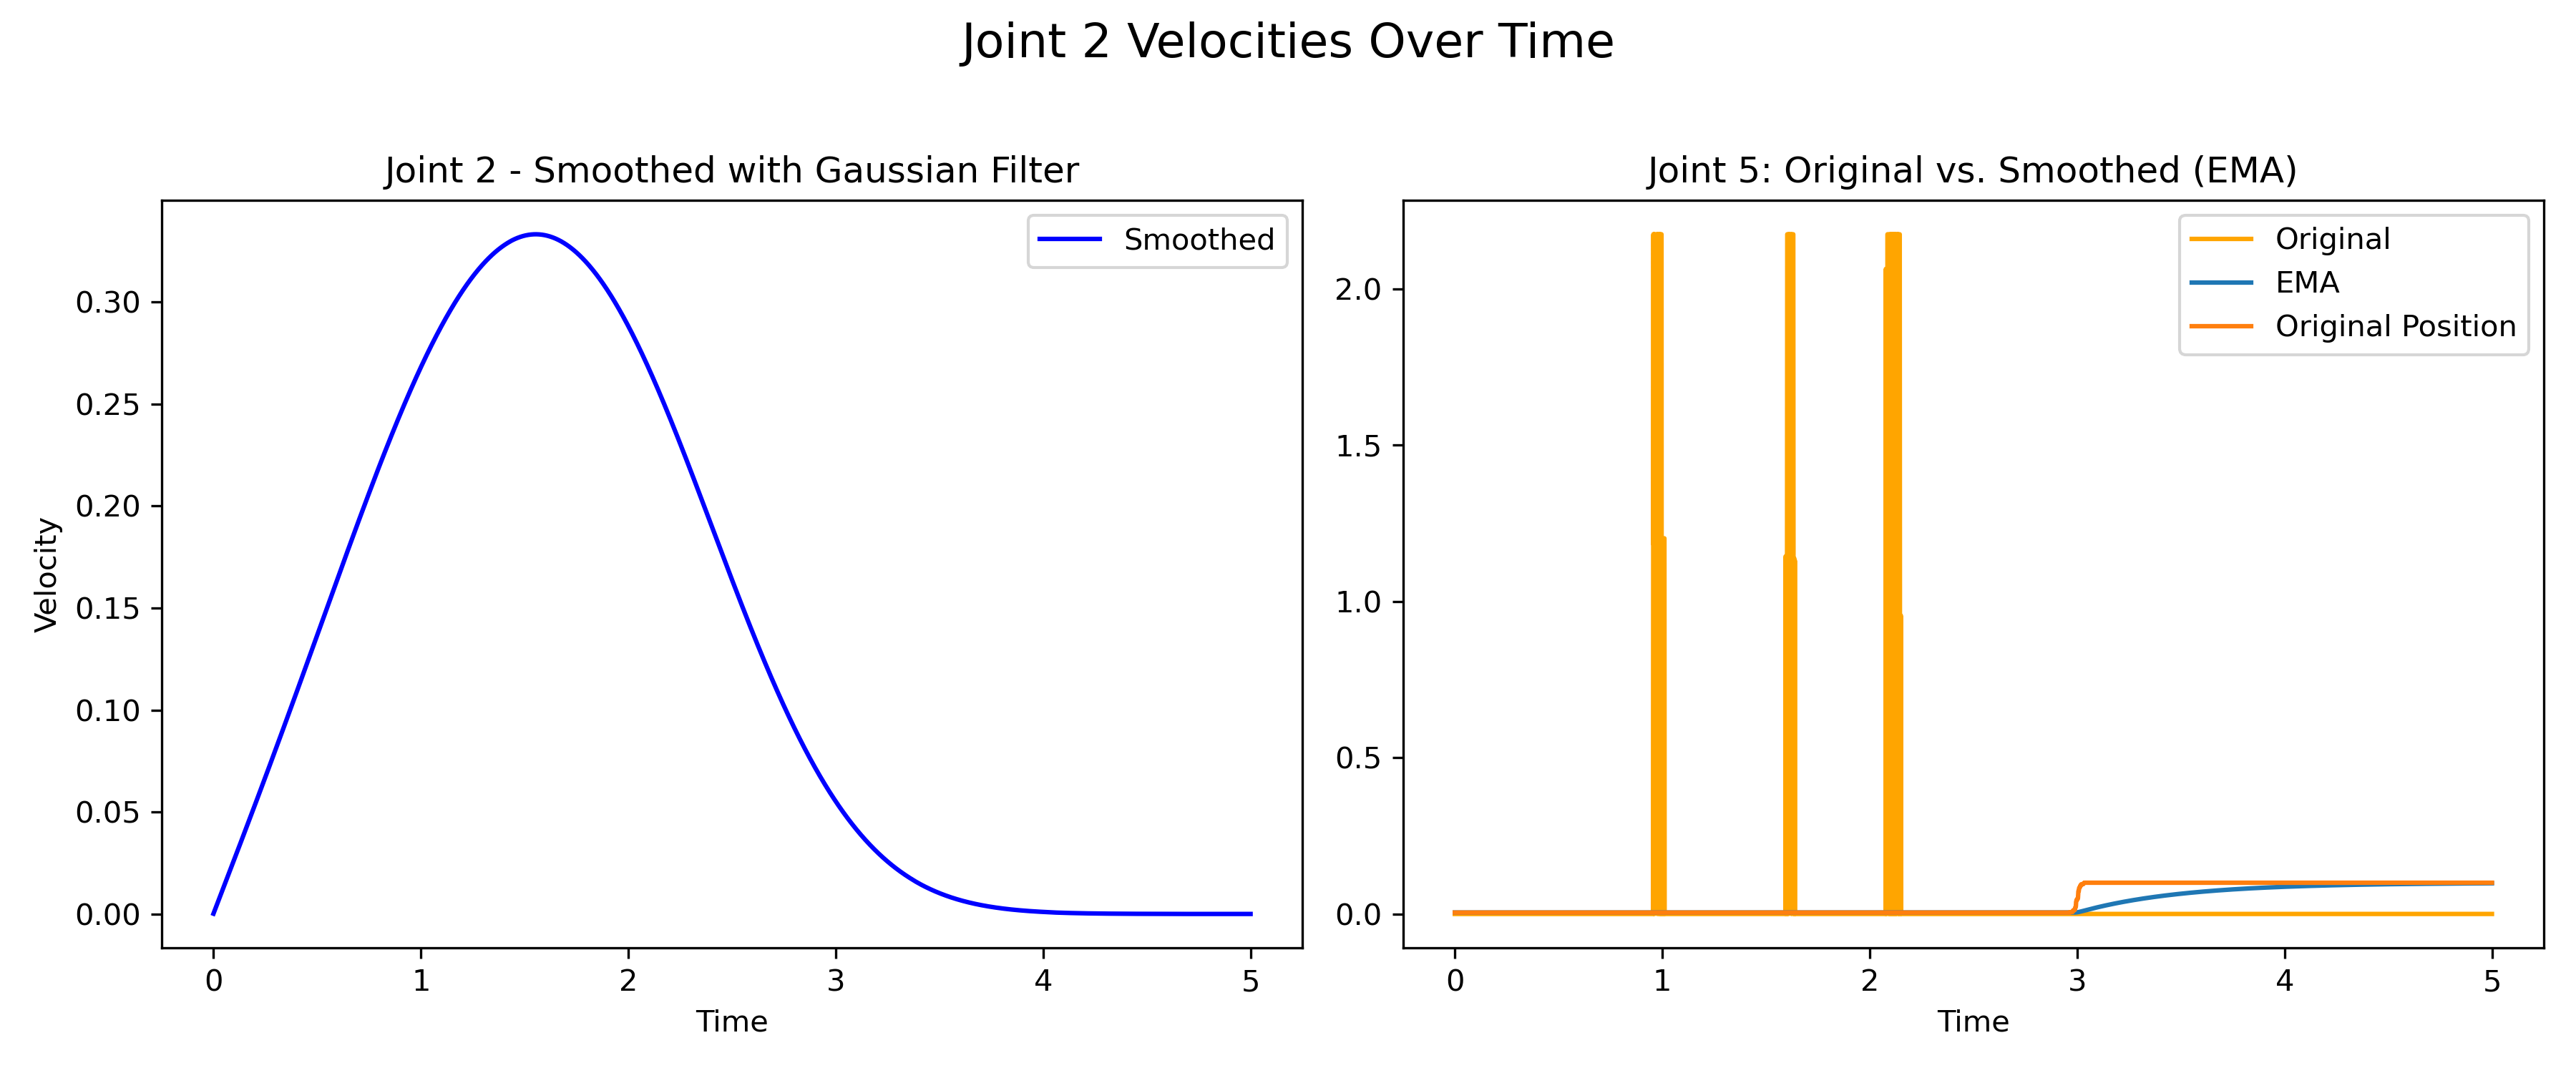 Joint 2 Velocities Over Time
Joint 2 - Smoothed with Gaussian Filter
Smoothed
Velocity
0.30
0.25
0.20
0.15
0.10
0.05
0.00
0 1 2 3 4 5
Time
Joint 5: Original vs. Smoothed (EMA)
Original
EMA
Original Position
2.0
1.5
1.0
0.5
0.0
0 1 2 3 4 5
Time